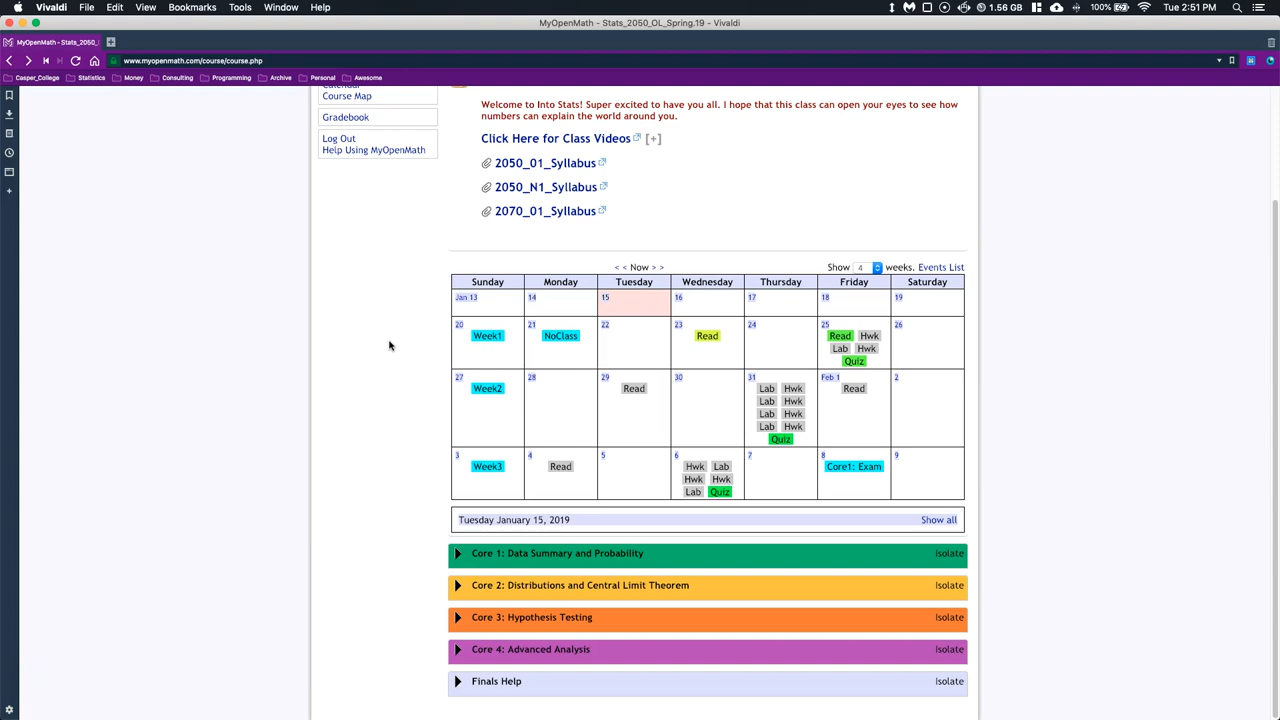 Vivaldi File Edit View Bookmarks Tools Window Help 1.56 GB 100% Tue 2:51 PM
MyOpenMath - Stats_2050_OL_Spring.19 - Vivaldi
MyOpenMath - Stats_2050_
www.myopenmath.com/course/course.php
Casper_College Statistics Money Consulting Programming Archive Personal Awesome
Calendar
Course Map
Gradebook
Log Out
Help Using MyOpenMath
Welcome to Into Stats! Super excited to have you all. I hope that this class can open your eyes to see how
numbers can explain the world around you.
Click Here for Class Videos [+]
2050_01_Syllabus
2050_N1_Syllabus
2070_01_Syllabus
< < Now > > Show 4 weeks. Events List
Sunday Monday Tuesday Wednesday Thursday Friday Saturday
Jan 13 14 15 16 17 18 19
20 21 22 23 24 25 26
Week1 NoClass Read Read Hwk
Lab Hwk
Quiz
27 28 29 30 31 Feb 1 2
Week2 Read Lab Hwk Read
Lab Hwk
Lab Hwk
Lab Hwk
Quiz
3 4 5 6 7 8 9
Week3 Read Hwk Lab Core1: Exam
Hwk Hwk
Lab Quiz
Tuesday January 15, 2019 Show all
Core 1: Data Summary and Probability Isolate
Core 2: Distributions and Central Limit Theorem Isolate
Core 3: Hypothesis Testing Isolate
Core 4: Advanced Analysis Isolate
Finals Help Isolate